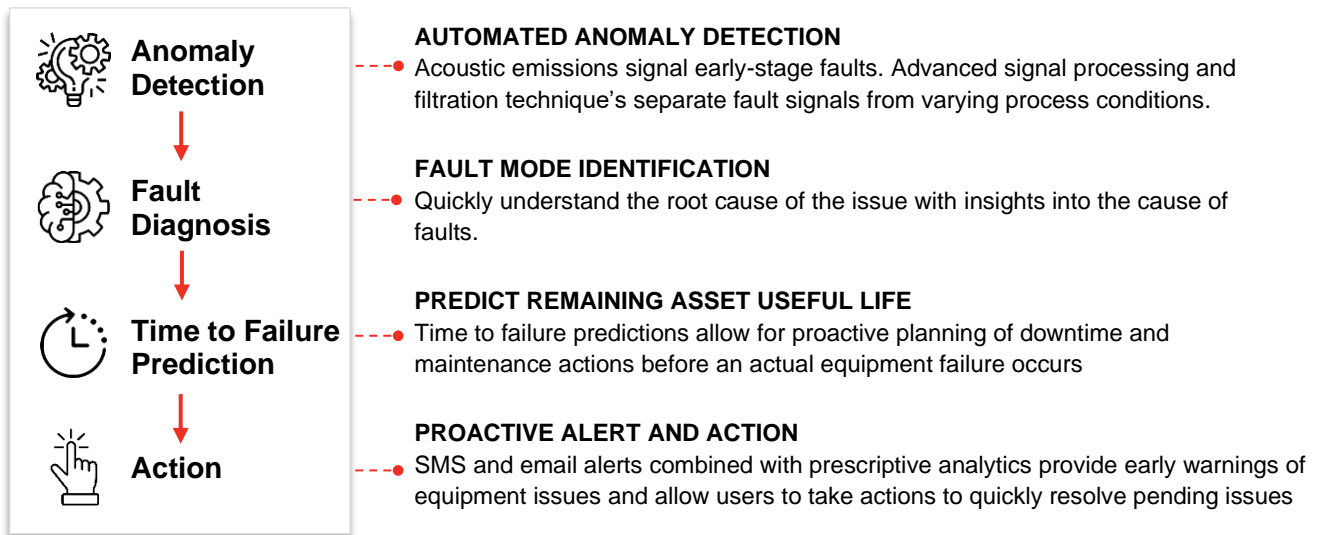 Anomaly
Detection
AUTOMATED ANOMALY DETECTION
Acoustic emissions signal early-stage faults. Advanced signal processing and
filtration technique's separate fault signals from varying process conditions.
Fault
Diagnosis
FAULT MODE IDENTIFICATION
Quickly understand the root cause of the issue with insights into the cause of
faults.
Time to Failure
Prediction
PREDICT REMAINING ASSET USEFUL LIFE
Time to failure predictions allow for proactive planning of downtime and
maintenance actions before an actual equipment failure occurs
Action
PROACTIVE ALERT AND ACTION
SMS and email alerts combined with prescriptive analytics provide early warnings of
equipment issues and allow users to take actions to quickly resolve pending issues